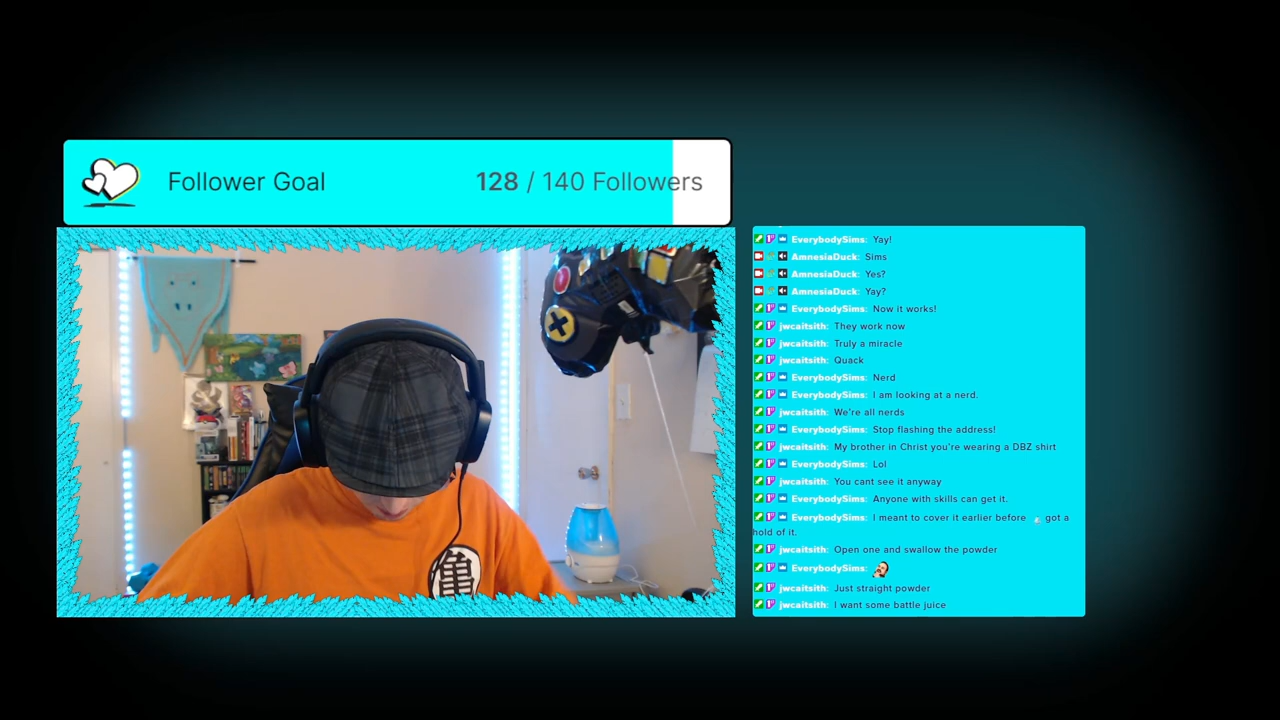 Follower Goal
128 / 140 Followers
EverybodySims: Yay!
AmnesiaDuck: Sims
AmnesiaDuck: Yes?
AmnesiaDuck: Yay?
EverybodySims: Now it works!
jwcaitsith: They work now
jwcaitsith: Truly a miracle
jwcaitsith: Quack
EverybodySims: Nerd
EverybodySims: I am looking at a nerd.
jwcaitsith: We're all nerds
EverybodySims: Stop flashing the address!
jwcaitsith: My brother in Christ you're wearing a DBZ shirt
EverybodySims: Lol
jwcaitsith: You cant see it anyway
EverybodySims: Anyone with skills can get it.
EverybodySims: I meant to cover it earlier before got a
hold of it.
jwcaitsith: Open one and swallow the powder
EverybodySims:
jwcaitsith: Just straight powder
jwcaitsith: I want some battle juice
亀